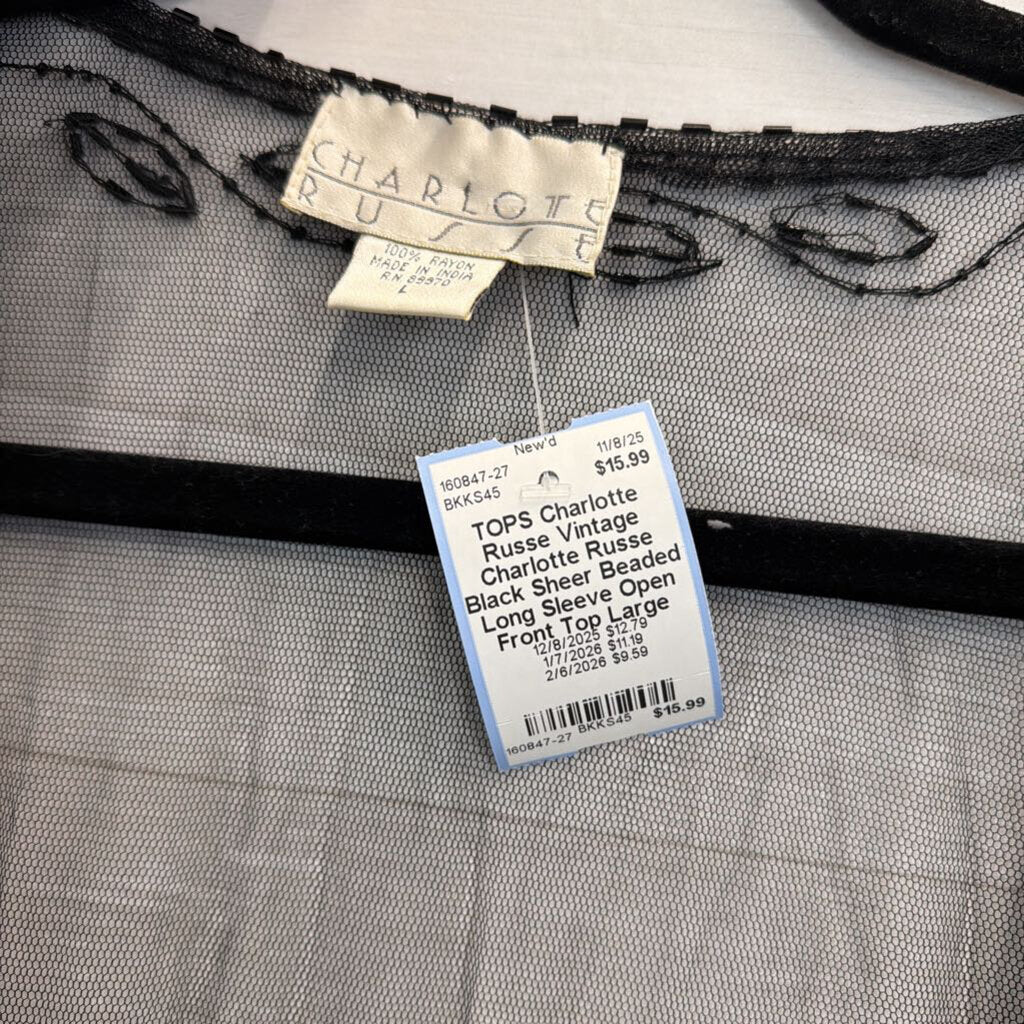 CHARLOTTE
RUSSE
100% RAYON
MADE IN INDIA
RN 89970
L
New'd
160847-27
11/8/25
BKKS45
$15.99
TOPS Charlotte
Russe Vintage
Charlotte Russe
Black Sheer Beaded
Long Sleeve Open
Front Top Large
12/8/2025 $12.79
1/7/2026 $11.19
2/6/2026 $9.59
160847-27 BKKS45 $15.99